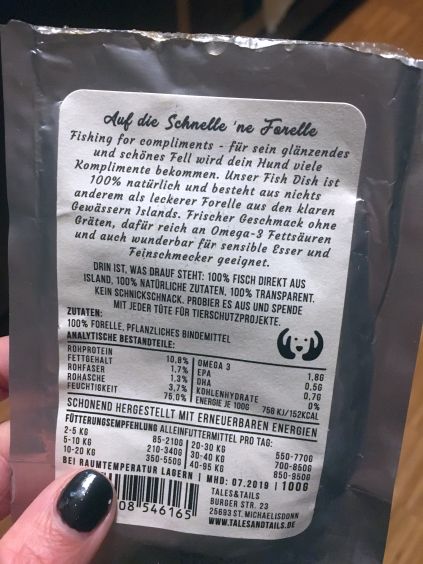 Auf die Schnelle 'ne Forelle
Fishing for compliments - für sein glänzendes
und schönes Fell wird dein Hund viele
Komplimente bekommen. Unser Fish Dish ist
100% natürlich und besteht aus nichts
anderem als leckerer Forelle aus den klaren
Gewässern Islands. Frischer Geschmack ohne
Gräten, dafür reich an Omega-3 Fettsäuren
und auch wunderbar für sensible Esser und
Feinschmecker geeignet.
DRIN IST, WAS DRAUF STEHT: 100% FISCH DIREKT AUS
ISLAND, 100% NATÜRLICHE ZUTATEN, 100% TRANSPARENT.
KEIN SCHNICKSCHNACK. PROBIER ES AUS UND SPENDE
MIT JEDER TÜTE FÜR TIERSCHUTZPROJEKTE.
ZUTATEN:
100% FORELLE, PFLANZLICHES BINDEMITTEL
ANALYTISCHE BESTANDTEILE:
ROHPROTEIN 10,8% OMEGA 3 1,8G
FETTGEHALT 1,7% EPA 0,5G
ROHFASER 1,3% DHA 0,7G
ROHASCHE 3,7% KOHLENHYDRATE 0%
FEUCHTIGKEIT 75,0% ENERGIE JE 100G 756 KJ/152KCAL
SCHONEND HERGESTELLT MIT ERNEUERBAREN ENERGIEN
FÜTTERUNGSEMPFEHLUNG ALLEINFUTTERMITTEL PRO TAG:
2-5 KG 85-210G 20-30 KG 550-770G
5-10 KG 210-340G 30-40 KG 700-850G
10-20 KG 350-550G 40-95 KG 850-950G
BEI RAUMTEMPERATUR LAGERN | MHD: 07.2019 | 100G
TALES&TAILS
BURGER STR. 23
25693 ST. MICHAELISDONN
WWW.TALESANDTAILS.DE
08 546165